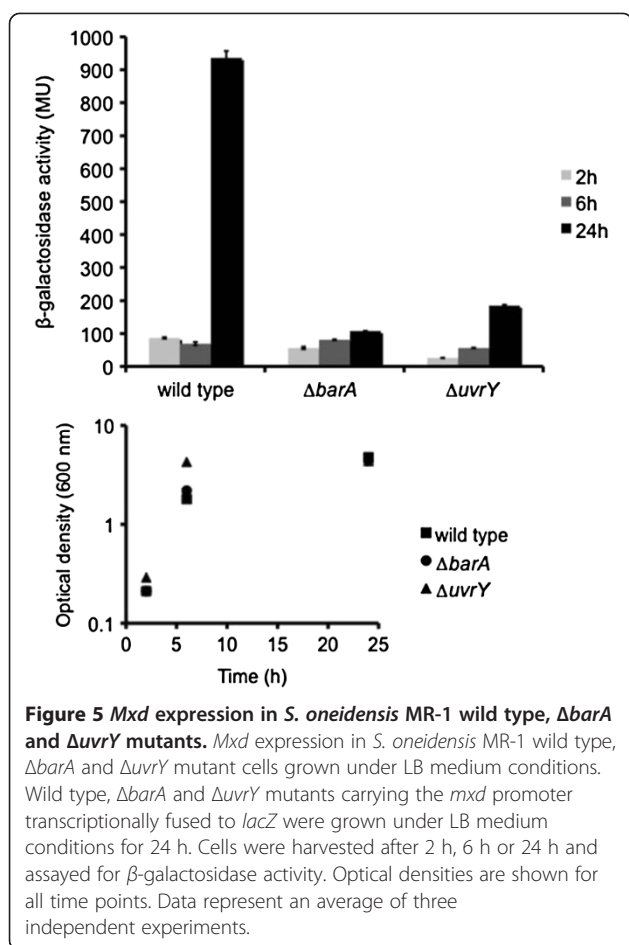 1000
900
800
700
600
500
400
300
200
100
0
β-galactosidase activity (MU)
2h
6h
24h
wild type
ΔbarA
ΔuvrY
10
1
0.1
Optical density (600 nm)
0
5
10
15
20
25
Time (h)
wild type
ΔbarA
ΔuvrY
Figure 5 Mxd expression in S. oneidensis MR-1 wild type, ΔbarA
and ΔuvrY mutants. Mxd expression in S. oneidensis MR-1 wild type,
ΔbarA and ΔuvrY mutant cells grown under LB medium conditions.
Wild type, ΔbarA and ΔuvrY mutants carrying the mxd promoter
transcriptionally fused to lacZ were grown under LB medium
conditions for 24 h. Cells were harvested after 2 h, 6 h or 24 h and
assayed for β-galactosidase activity. Optical densities are shown for
all time points. Data represent an average of three
independent experiments.